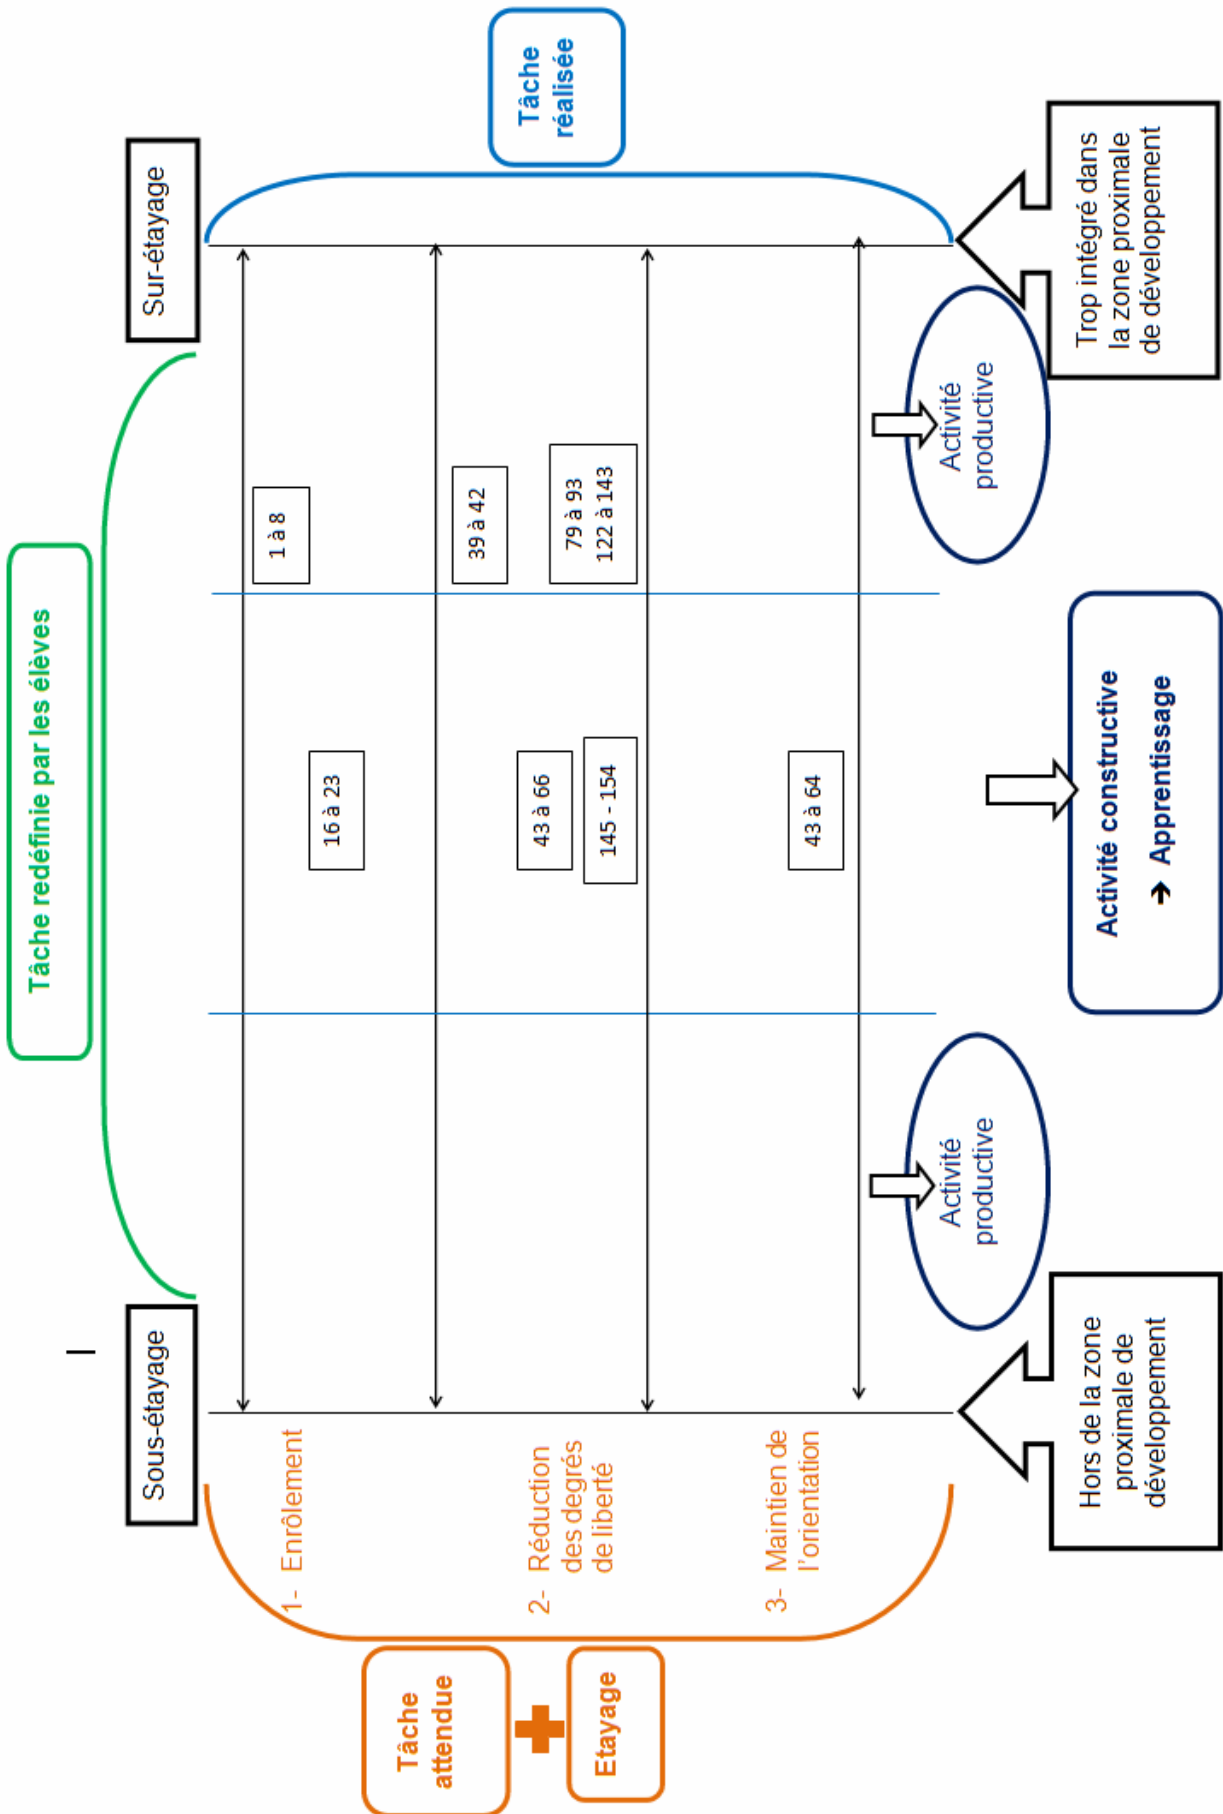 Tâche redéfinie par les élèves
Sous-étayage
Sur-étayage
Tâche
attendue
Etayage
1- Enrôlement
2- Réduction
des degrés
de liberté
3- Maintien de
l'orientation
1 à 8
16 à 23
39 à 42
43 à 66
145 - 154
79 à 93
122 à 143
43 à 64
Tâche
réalisée
Activité
productive
Activité
productive
Hors de la zone
proximale de
développement
Activité constructive
➔ Apprentissage
Trop intégré dans
la zone proximale
de développement